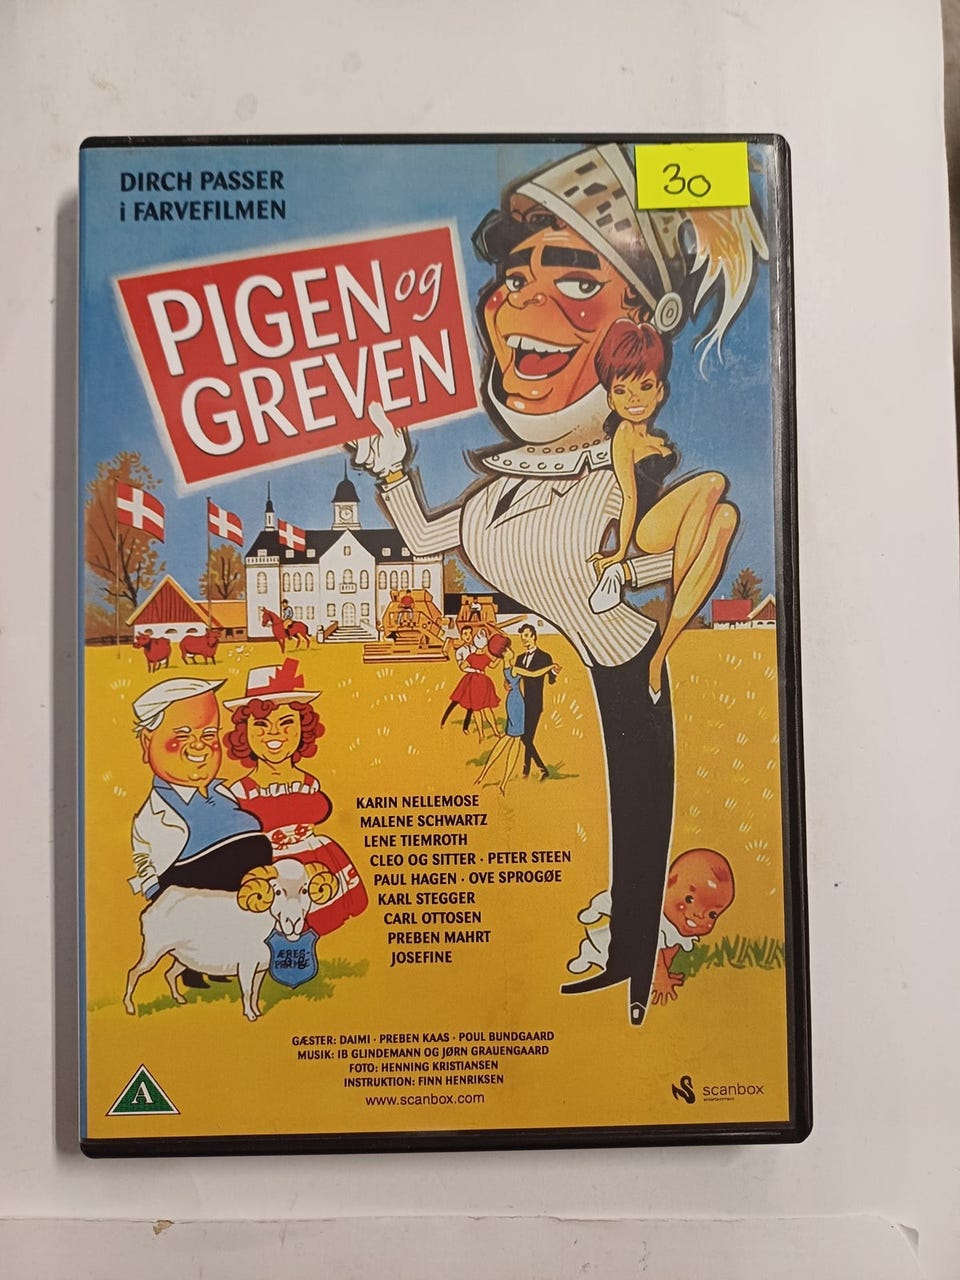 30
DIRCH PASSER
i FARVEFILMEN
PIGEN og
GREVEN
KARIN NELLEMOSE
MALENE SCHWARTZ
LENE TIEMROTH
CLEO OG SITTER · PETER STEEN
PAUL HAGEN · OVE SPROGØE
KARL STEGGER
CARL OTTOSEN
PREBEN MAHRT
JOSEFINE
ÆRES-
GÆSTER: DAIMI · PREBEN KAAS · POUL BUNDGAARD
MUSIK: IB GLINDEMANN OG JØRN GRAUENGAARD
FOTO: HENNING KRISTIANSEN
INSTRUKTION: FINN HENRIKSEN
www.scanbox.com
A
scanbox
entertainment